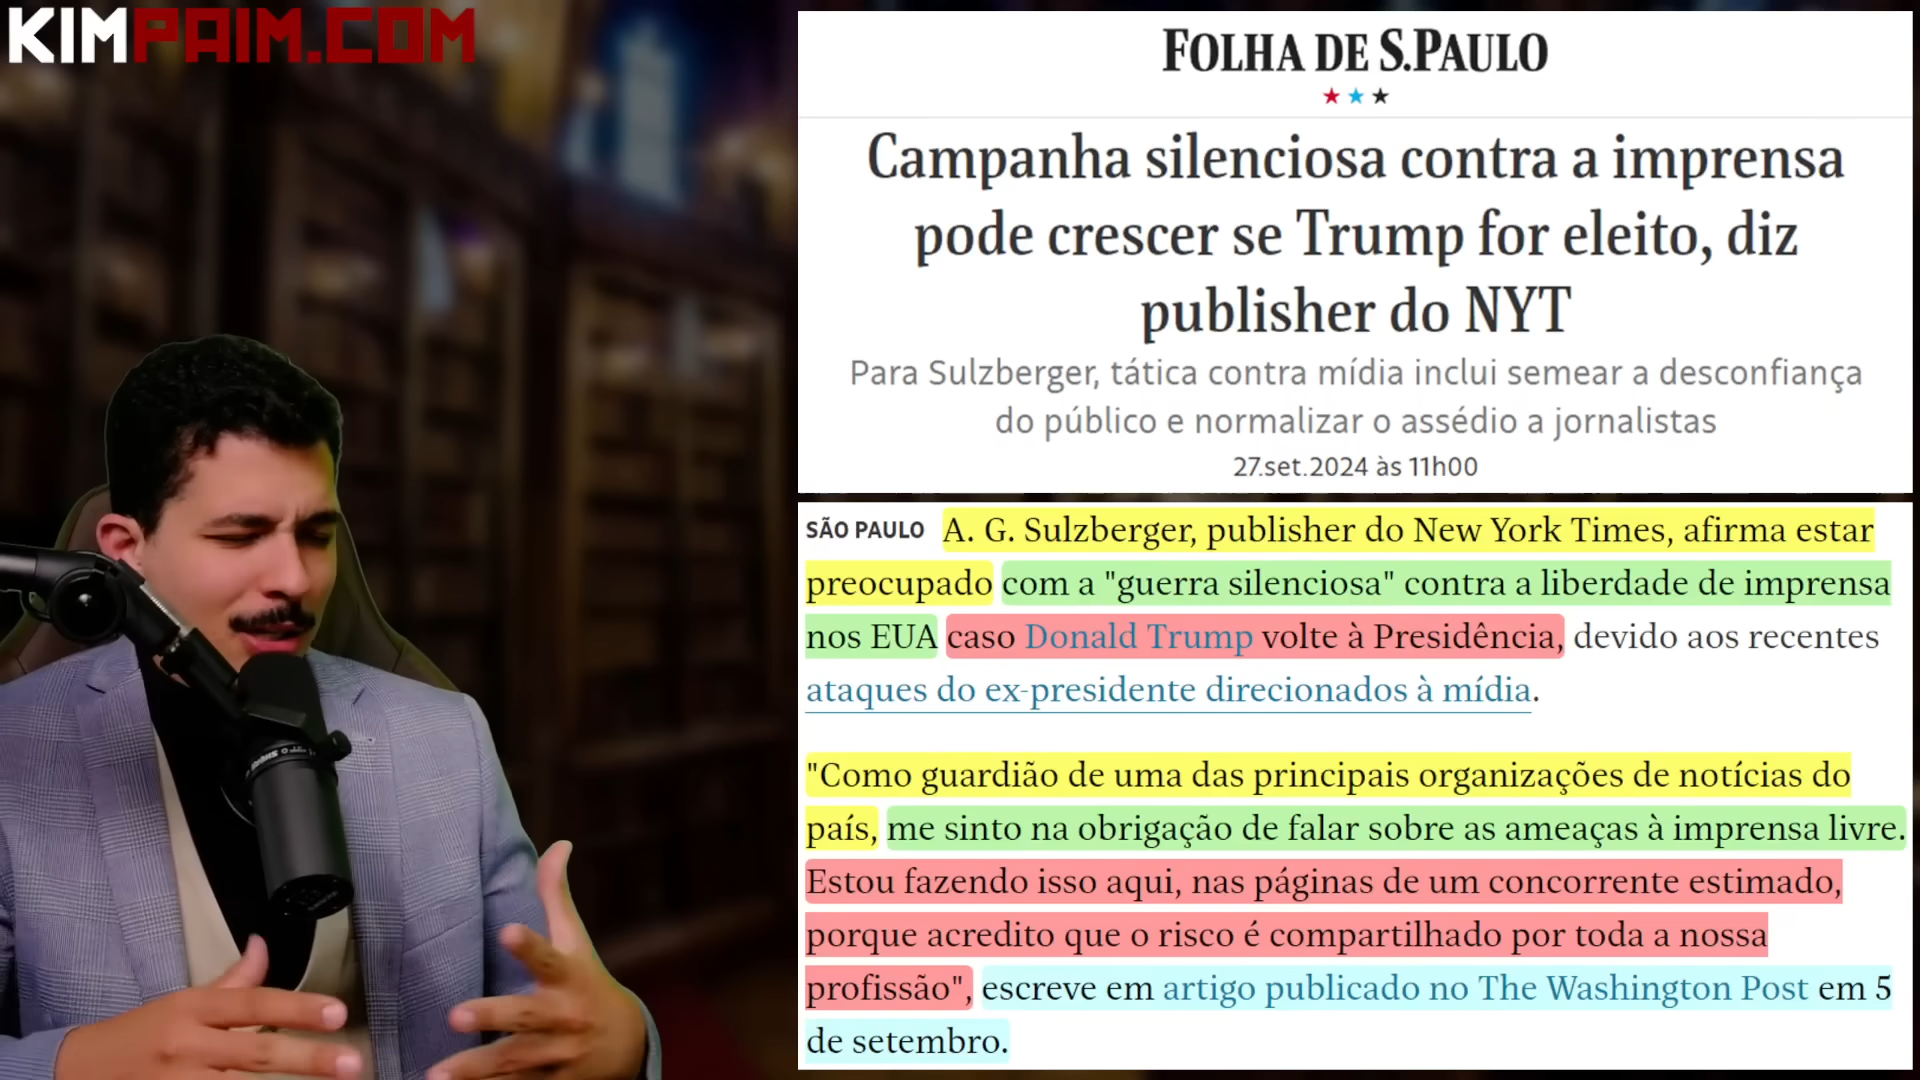 KIMPAIM.COM
FOLHA DE S.PAULO
Campanha silenciosa contra a imprensa
pode crescer se Trump for eleito, diz
publisher do NYT
Para Sulzberger, tática contra mídia inclui semear a desconfiança
do público e normalizar o assédio a jornalistas
27.set.2024 às 11h00
SÃO PAULO A. G. Sulzberger, publisher do New York Times, afirma estar
preocupado com a "guerra silenciosa" contra a liberdade de imprensa
nos EUA caso Donald Trump volte à Presidência, devido aos recentes
ataques do ex-presidente direcionados à mídia.
"Como guardião de uma das principais organizações de notícias do
país, me sinto na obrigação de falar sobre as ameaças à imprensa livre.
Estou fazendo isso aqui, nas páginas de um concorrente estimado,
porque acredito que o risco é compartilhado por toda a nossa
profissão", escreve em artigo publicado no The Washington Post em 5
de setembro.